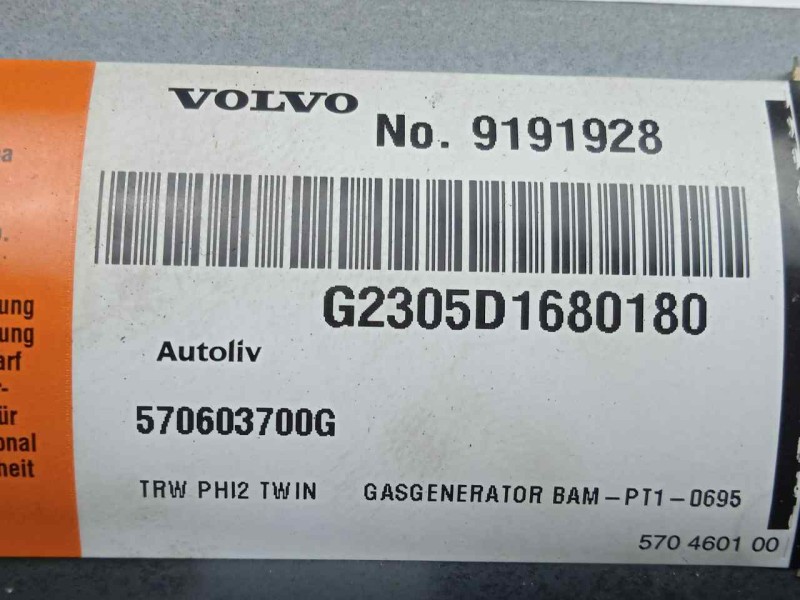 VOLVO No. 9191928
G2305D1680180
Autoliv
570603700G
TRW PHI2 TWIN GASGENERATOR BAM-PT1-0695
570 4601 00